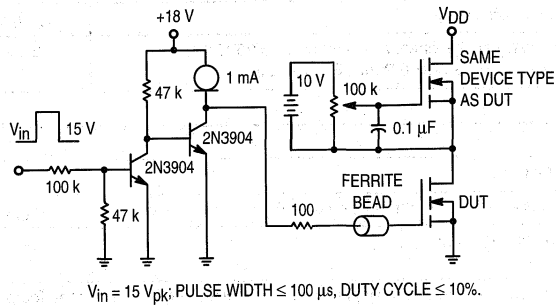 +18 V
V_DD
SAME
DEVICE TYPE
AS DUT
1 mA
10 V
100 k
47 k
0.1 μF
V_in
15 V
2N3904
2N3904
100 k
47 k
FERRITE
BEAD
100
DUT
V_in = 15 V_pk; PULSE WIDTH ≤ 100 μs, DUTY CYCLE ≤ 10%.